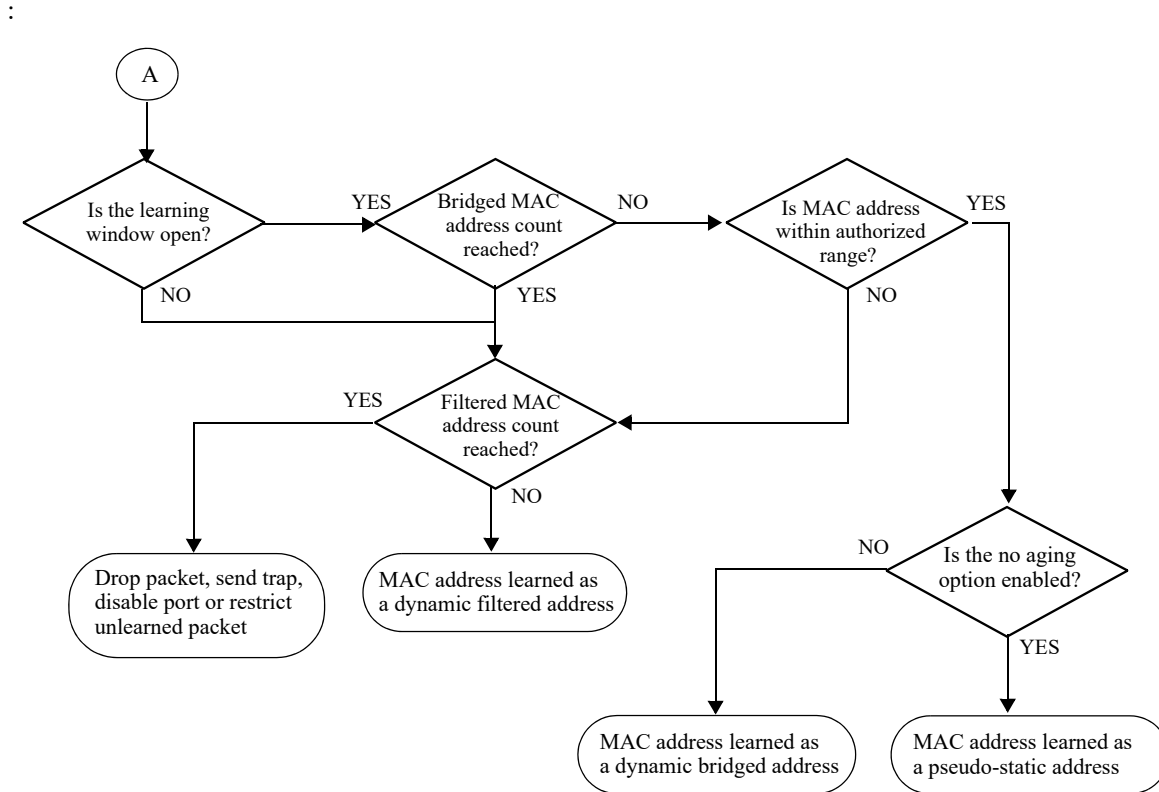 :
A
Is the learning
window open?
YES
Bridged MAC
address count
reached?
NO
Is MAC address
within authorized
range?
YES
NO
YES
NO
YES
Filtered MAC
address count
reached?
NO
Drop packet, send trap,
disable port or restrict
unlearned packet
MAC address learned as
a dynamic filtered address
NO
Is the no aging
option enabled?
YES
MAC address learned as
a dynamic bridged address
MAC address learned as
a pseudo-static address